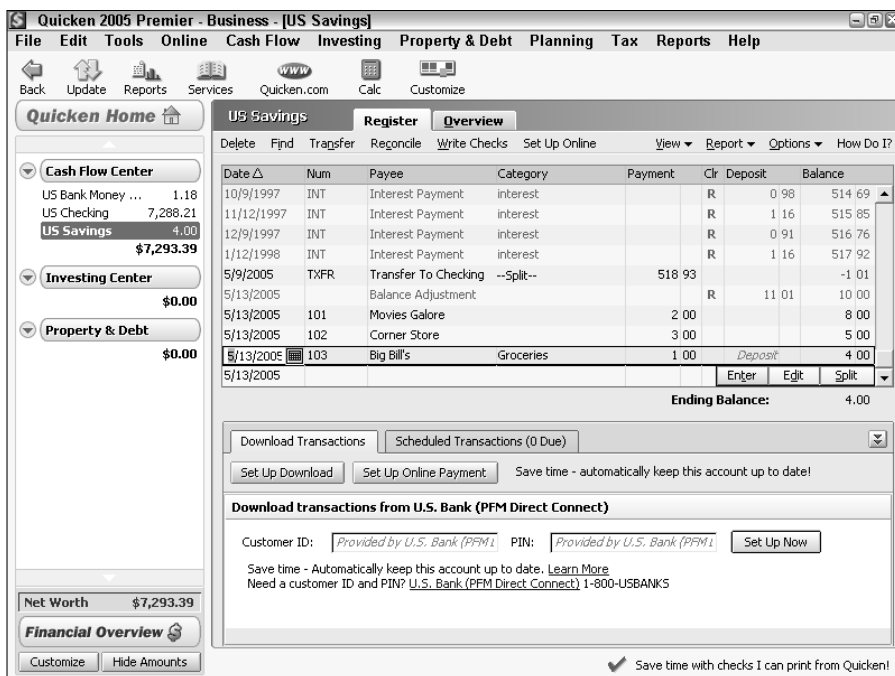 Quicken 2005 Premier - Business - [US Savings]
File Edit Tools Online Cash Flow Investing Property & Debt Planning Tax Reports Help
Back Update Reports Services Quicken.com Calc Customize
www
Quicken Home
Cash Flow Center
US Bank Money ... 1.18
US Checking 7,288.21
US Savings 4.00
$7,293.39
Investing Center
$0.00
Property & Debt
$0.00
Net Worth $7,293.39
Financial Overview
Customize Hide Amounts
US Savings Register Overview
Delete Find Transfer Reconcile Write Checks Set Up Online View Report Options How Do I?
Date Num Payee Category Payment Clr Deposit Balance
10/9/1997 INT Interest Payment interest R 0 98 514 69
11/12/1997 INT Interest Payment interest R 1 16 515 85
12/9/1997 INT Interest Payment interest R 0 91 516 76
1/12/1998 INT Interest Payment interest R 1 16 517 92
5/9/2005 TXFR Transfer To Checking --Split-- 518 93 -1 01
5/13/2005 Balance Adjustment R 11 01 10 00
5/13/2005 101 Movies Galore 2 00 8 00
5/13/2005 102 Corner Store 3 00 5 00
5/13/2005 103 Big Bill's Groceries 1 00 Deposit 4 00
5/13/2005 Enter Edit Split
Ending Balance: 4.00
Download Transactions Scheduled Transactions (0 Due)
Set Up Download Set Up Online Payment Save time - automatically keep this account up to date!
Download transactions from U.S. Bank (PFM Direct Connect)
Customer ID: Provided by U.S. Bank (PFM PIN: Provided by U.S. Bank (PFM Set Up Now
Save time - Automatically keep this account up to date. Learn More
Need a customer ID and PIN? U.S. Bank (PFM Direct Connect) 1-800-USBANKS
Save time with checks I can print from Quicken!